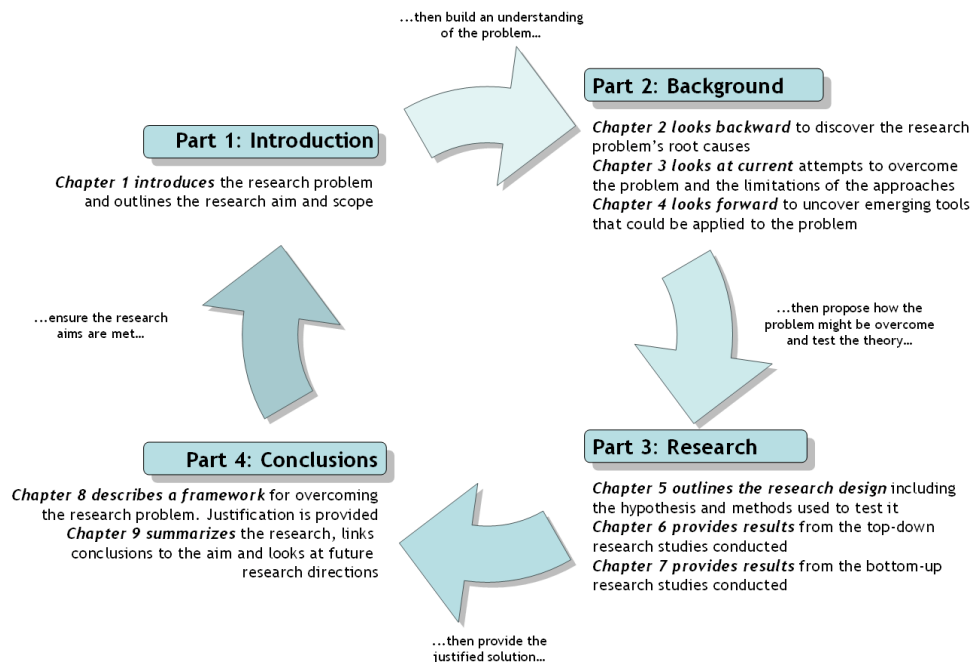 ...then build an understanding
of the problem...
Part 1: Introduction
Chapter 1 introduces the research problem
and outlines the research aim and scope
Part 2: Background
Chapter 2 looks backward to discover the research
problem's root causes
Chapter 3 looks at current attempts to overcome
the problem and the limitations of the approaches
Chapter 4 looks forward to uncover emerging tools
that could be applied to the problem
...then propose how the
problem might be overcome
and test the theory...
Part 3: Research
Chapter 5 outlines the research design including
the hypothesis and methods used to test it
Chapter 6 provides results from the top-down
research studies conducted
Chapter 7 provides results from the bottom-up
research studies conducted
...then provide the
justified solution...
Part 4: Conclusions
Chapter 8 describes a framework for overcoming
the research problem. Justification is provided
Chapter 9 summarizes the research, links
conclusions to the aim and looks at future
research directions
...ensure the research
aims are met...